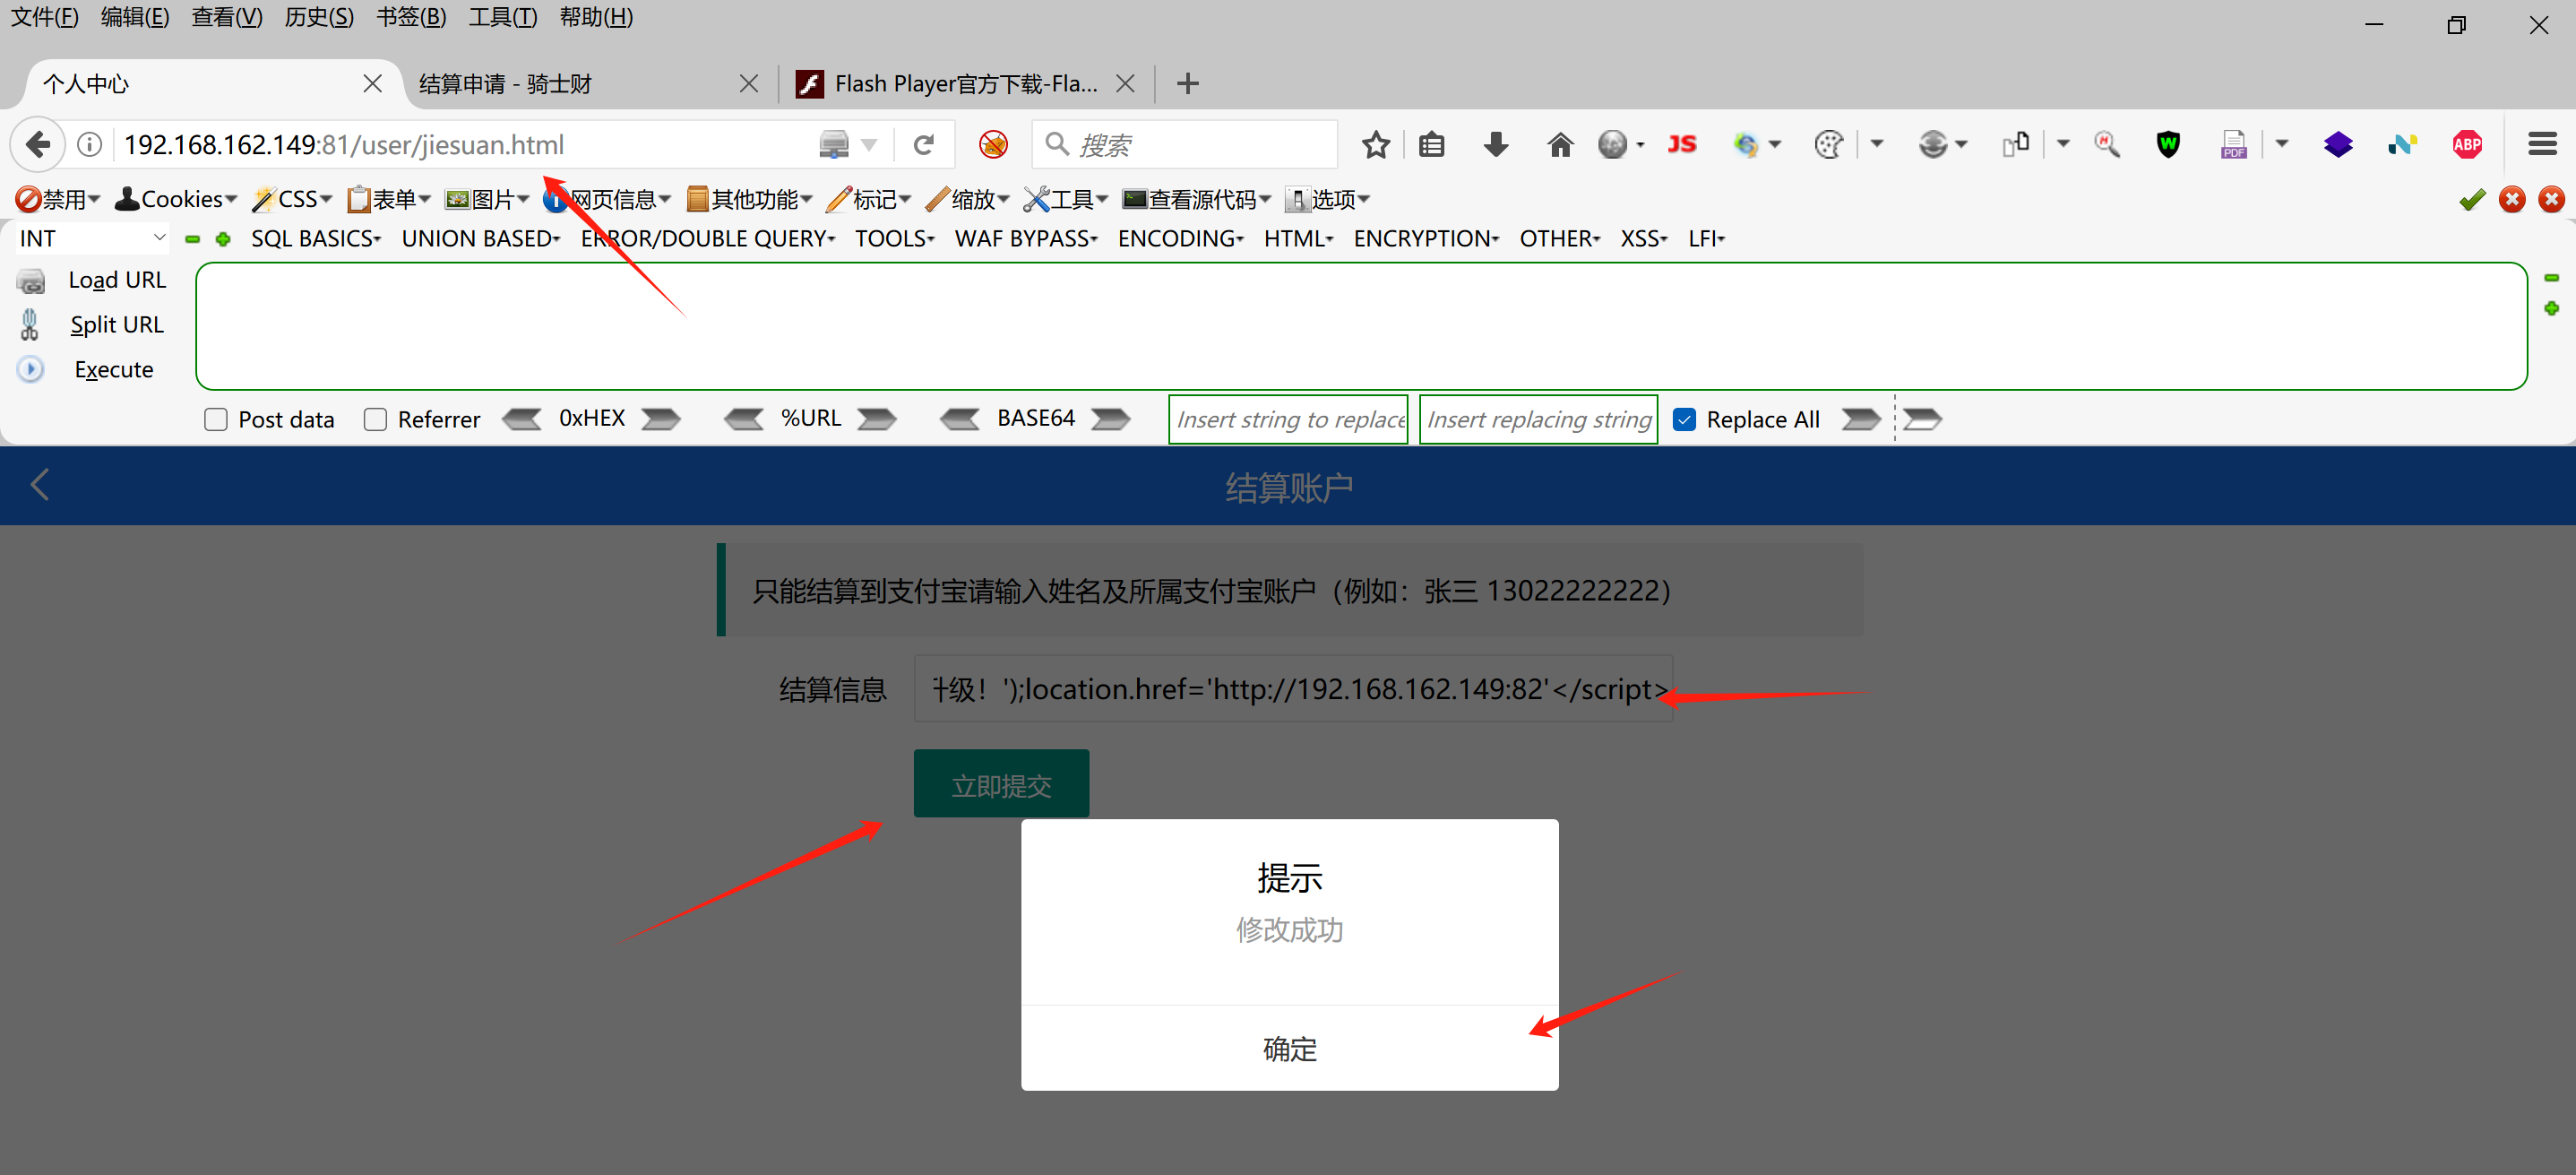 文件(F) 编辑(E) 查看(V) 历史(S) 书签(B) 工具(T) 帮助(H)
个人中心 结算申请 - 骑士财 Flash Player官方下载-Fla...
192.168.162.149:81/user/jiesuan.html 搜索 JS PDF ABP
禁用 Cookies CSS 表单 图片 网页信息 其他功能 标记 缩放 工具 查看源代码 选项
INT SQL BASICS UNION BASED ERROR/DOUBLE QUERY TOOLS WAF BYPASS ENCODING HTML ENCRYPTION OTHER XSS LFI
Load URL
Split URL
Execute
Post data Referrer 0xHEX %URL BASE64 Insert string to replace Insert replacing string Replace All
结算账户
只能结算到支付宝请输入姓名及所属支付宝账户（例如：张三 13022222222）
结算信息 级！');location.href='http://192.168.162.149:82'</script>
立即提交
提示
修改成功
确定